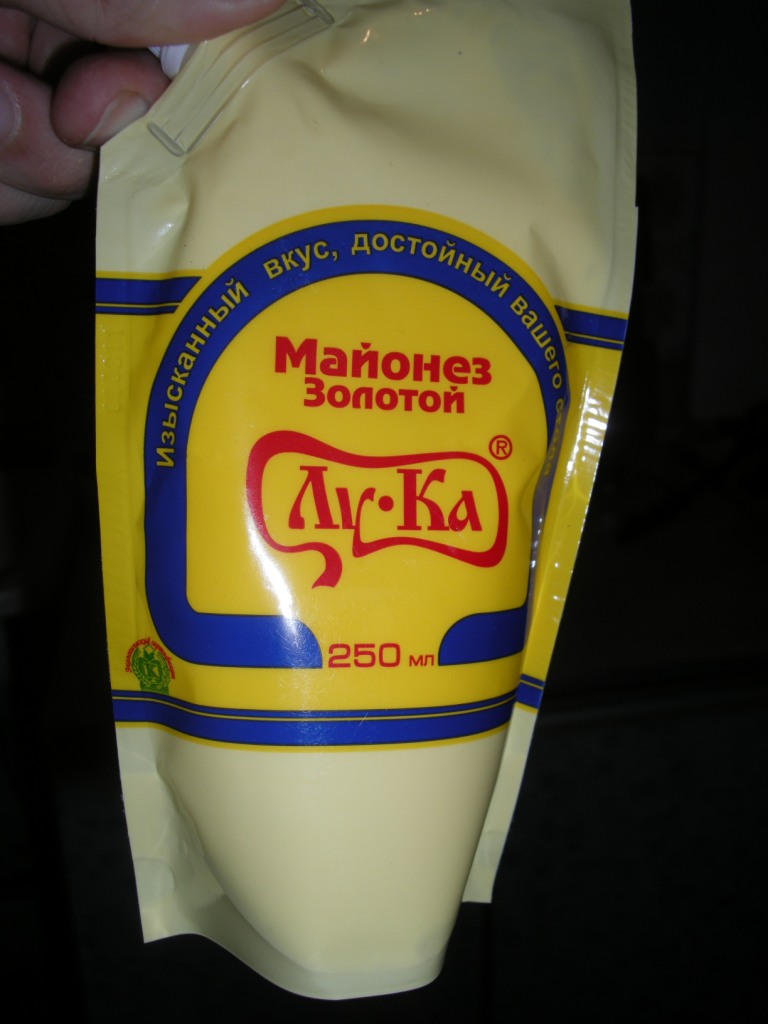 Изысканный вкус, достойный вашего
Майонез
Золотой
Лу•Ка ®
250 мл